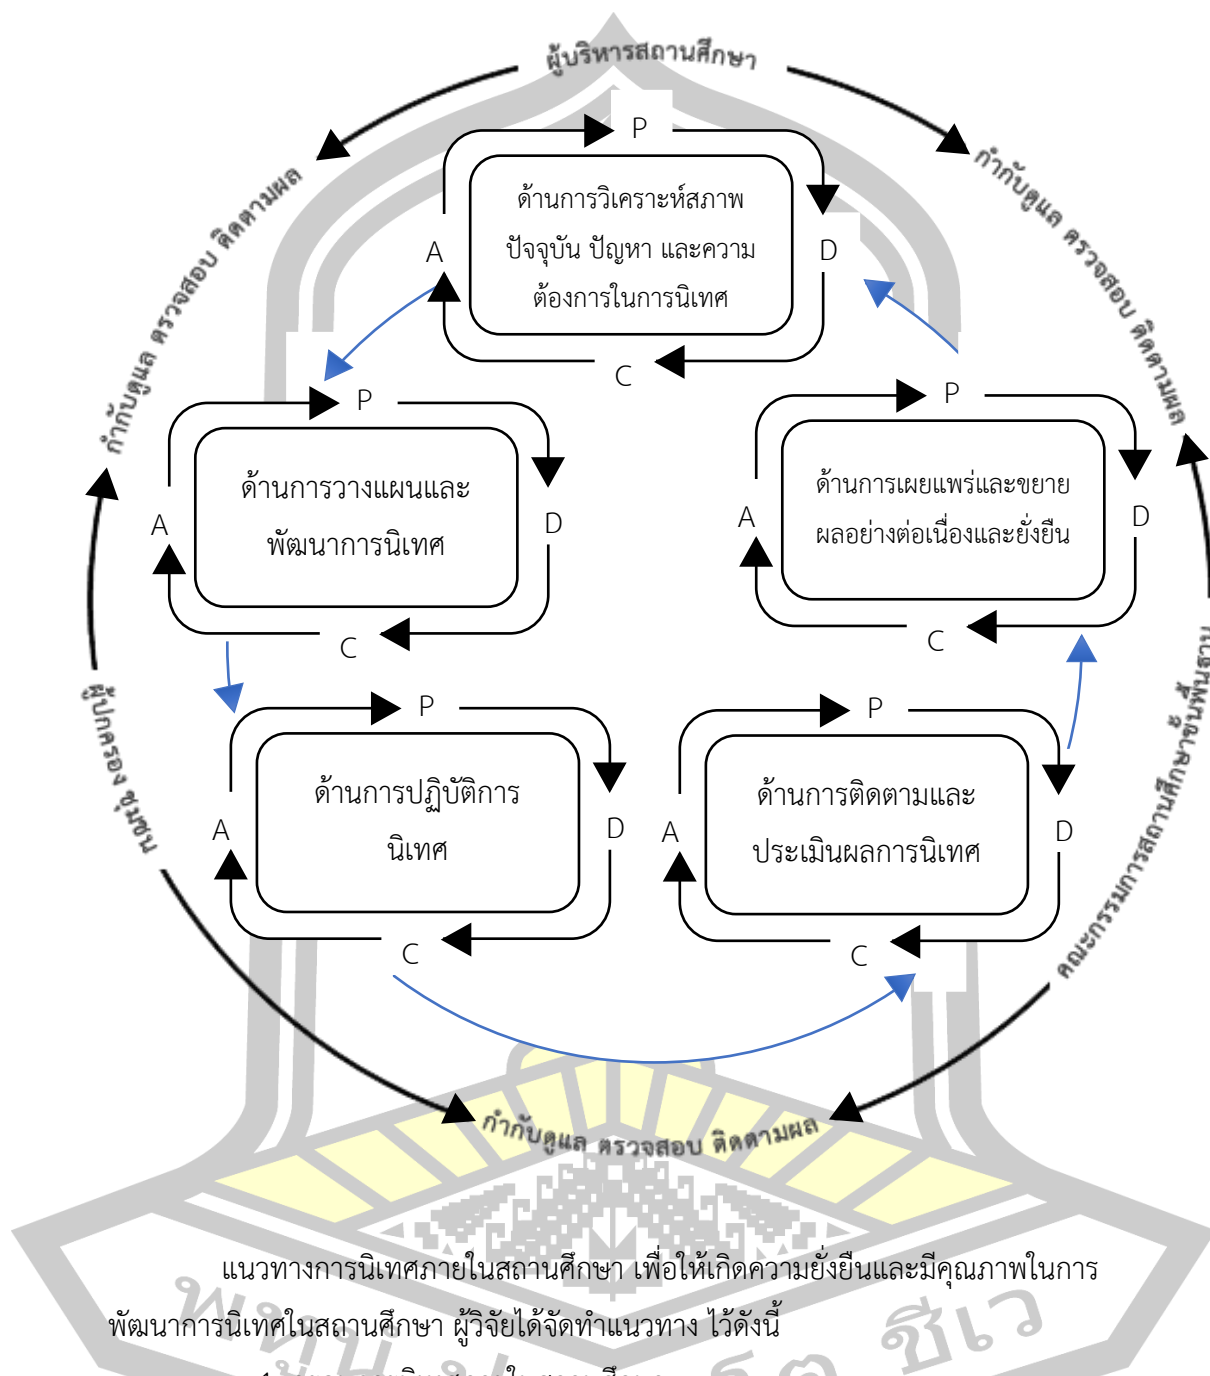 ผู้บริหารสถานศึกษา
กำกับดูแล ตรวจสอบ ติดตามผล
กำกับดูแล ตรวจสอบ ติดตามผล
P
ด้านการวิเคราะห์สภาพ
ปัจจุบัน ปัญหา และความ
ต้องการในการนิเทศ
A
D
C
P
ด้านการวางแผนและ
พัฒนาการนิเทศ
A
D
C
P
ด้านการเผยแพร่และขยาย
ผลอย่างต่อเนื่องและยั่งยืน
A
D
C
ผู้ปกครอง ชุมชน
คณะกรรมการสถานศึกษาขั้นพื้นฐาน
P
ด้านการปฏิบัติการ
นิเทศ
A
D
C
P
ด้านการติดตามและ
ประเมินผลการนิเทศ
A
D
C
กำกับดูแล ตรวจสอบ ติดตามผล
แนวทางการนิเทศภายในสถานศึกษา เพื่อให้เกิดความยั่งยืนและมีคุณภาพในการ
พัฒนาการนิเทศในสถานศึกษา ผู้วิจัยได้จัดทำแนวทาง ไว้ดังนี้
ชีเว